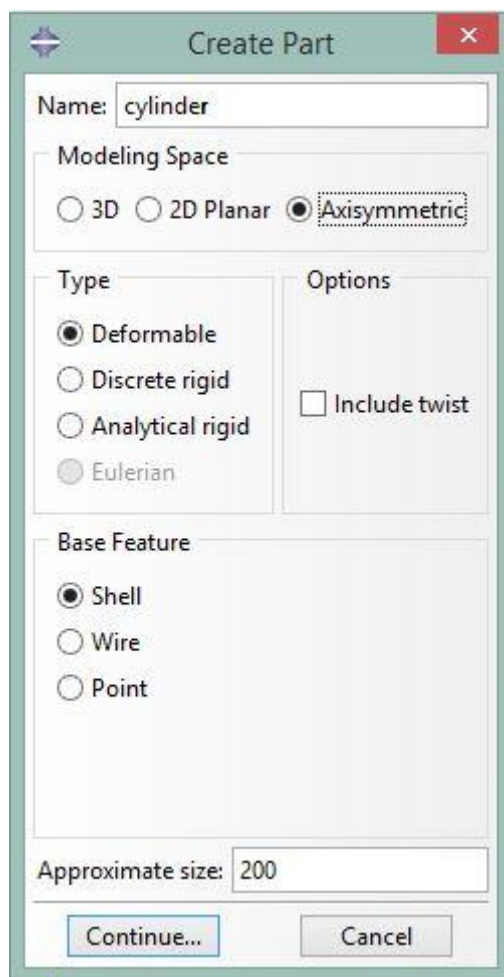 Create Part
Name: cylinder
Modeling Space
3D 2D Planar Axisymmetric
Type Options
Deformable
Discrete rigid
Include twist
Analytical rigid
Eulerian
Base Feature
Shell
Wire
Point
Approximate size: 200
Continue... Cancel